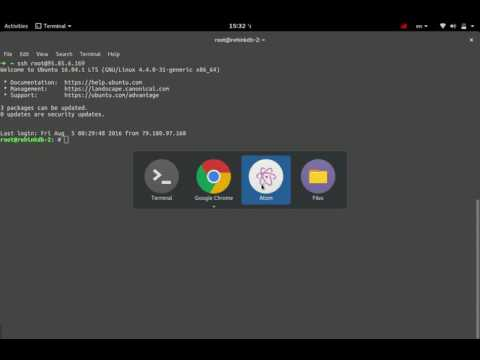 Activities Terminal 15:32 en
root@rehinkdb-2: ~
File Edit View Search Terminal Help
→ ~ ssh root@95.85.6.169
Welcome to Ubuntu 16.04.1 LTS (GNU/Linux 4.4.0-31-generic x86_64)
* Documentation: https://help.ubuntu.com
* Management: https://landscape.canonical.com
* Support: https://ubuntu.com/advantage
3 packages can be updated.
0 updates are security updates.
Last login: Fri Aug 5 08:29:48 2016 from 79.180.97.160
root@rehinkdb-2: #
Terminal Google Chrome Atom Files